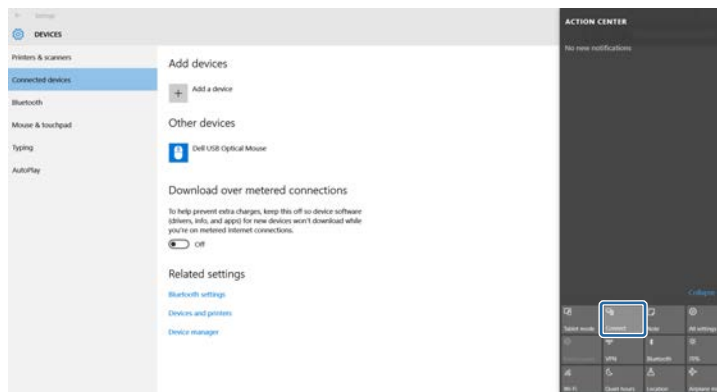 Settings
DEVICES
Printers & scanners
Connected devices
Bluetooth
Mouse & touchpad
Typing
AutoPlay
Add devices
Add a device
Other devices
Dell USB Optical Mouse
Download over metered connections
To help prevent extra charges, keep this off so device software
(drivers, info, and apps) for new devices won't download while
you're on metered Internet connections.
Off
Related settings
Bluetooth settings
Devices and printers
Device manager
ACTION CENTER
No new notifications
Collapse
Tablet mode Connect Note All settings
VPN Bluetooth
Wi-Fi Quiet hours Location Airplane